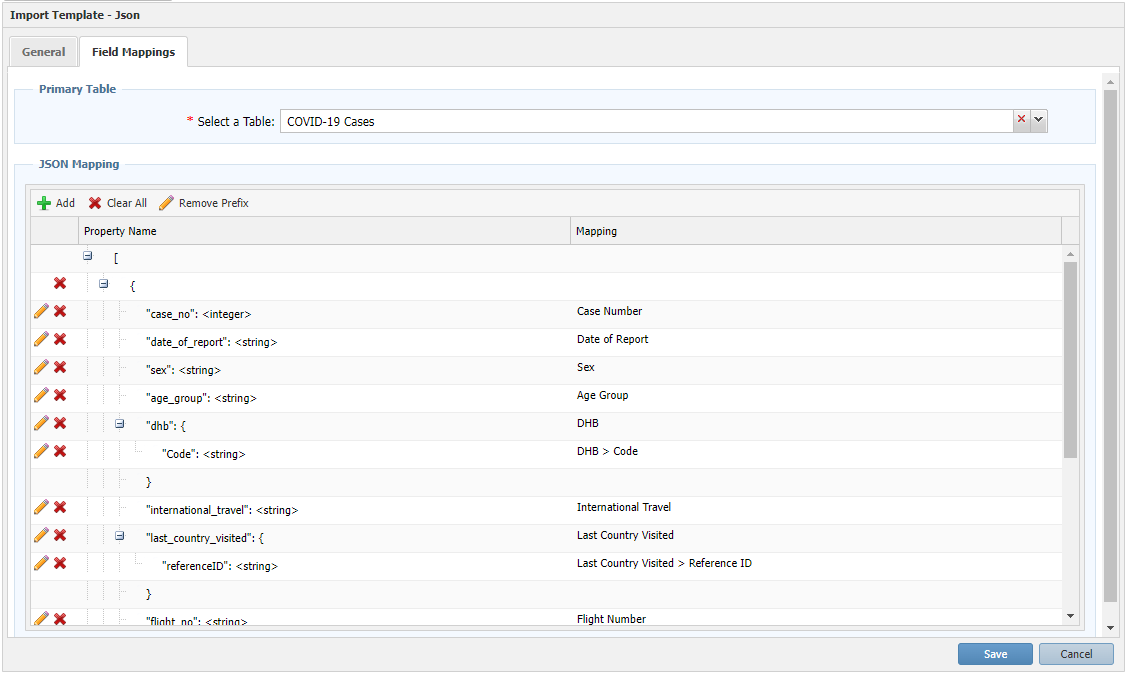 Import Template - Json
General Field Mappings
Primary Table
* Select a Table: COVID-19 Cases
JSON Mapping
Add Clear All Remove Prefix
Property Name Mapping
[
{
"case_no": <integer> Case Number
"date_of_report": <string> Date of Report
"sex": <string> Sex
"age_group": <string> Age Group
"dhb": { DHB
"Code": <string> DHB > Code
}
"international_travel": <string> International Travel
"last_country_visited": { Last Country Visited
"referenceID": <string> Last Country Visited > Reference ID
}
"flight_no": <string> Flight Number
Save Cancel